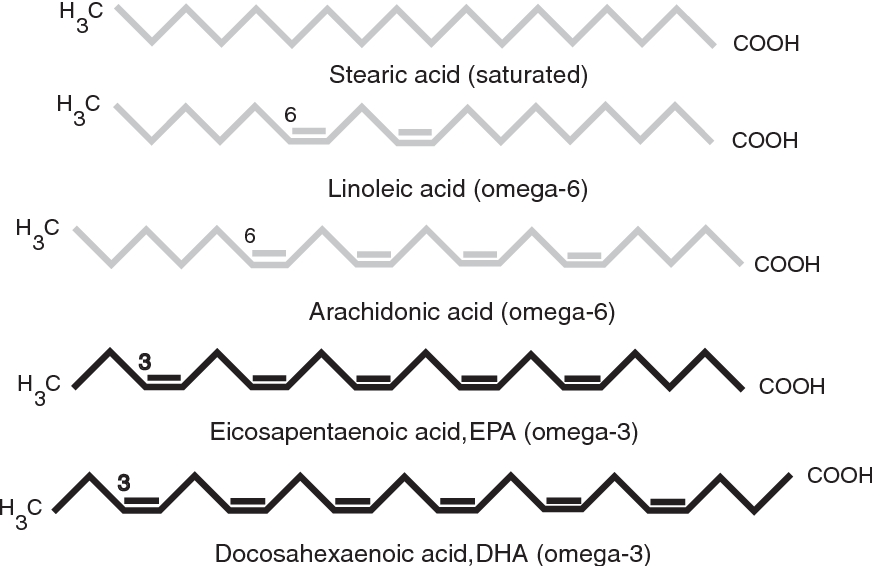 H3C
COOH
Stearic acid (saturated)
H3C
6
COOH
Linoleic acid (omega-6)
H3C
6
COOH
Arachidonic acid (omega-6)
3
H3C
COOH
Eicosapentaenoic acid, EPA (omega-3)
COOH
3
H3C
Docosahexaenoic acid, DHA (omega-3)